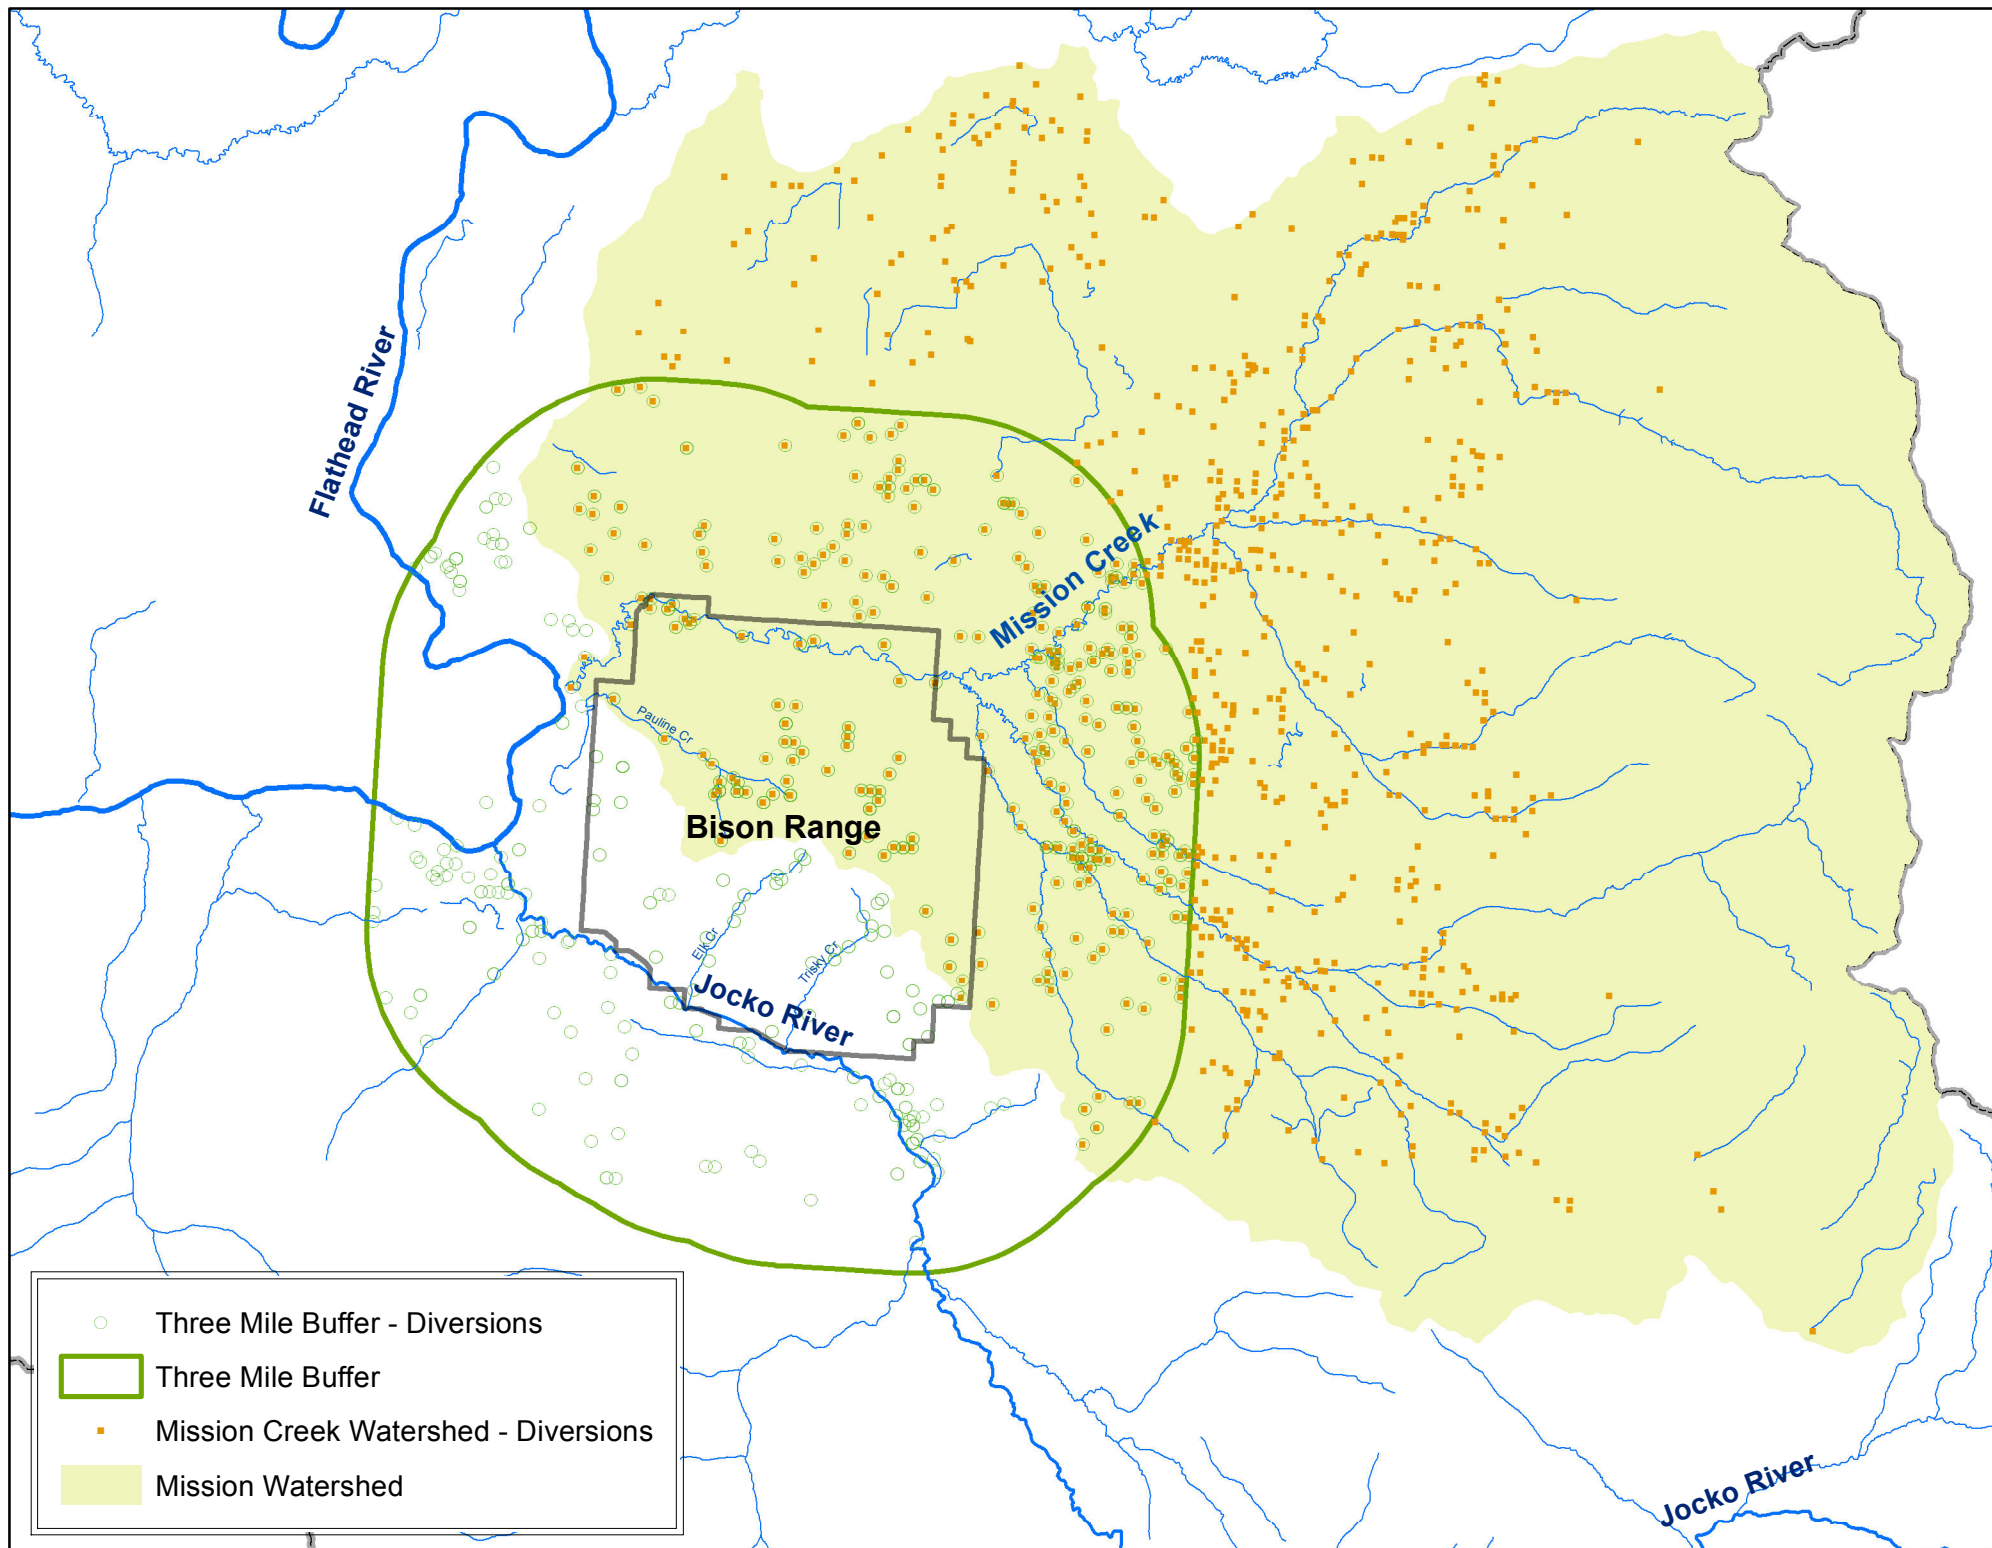 Flathead River
Mission Creek
Pauline Cr
Bison Range
Elk Cr
Trisky Cr
Jocko River
Three Mile Buffer - Diversions
Three Mile Buffer
Mission Creek Watershed - Diversions
Mission Watershed
Jocko River